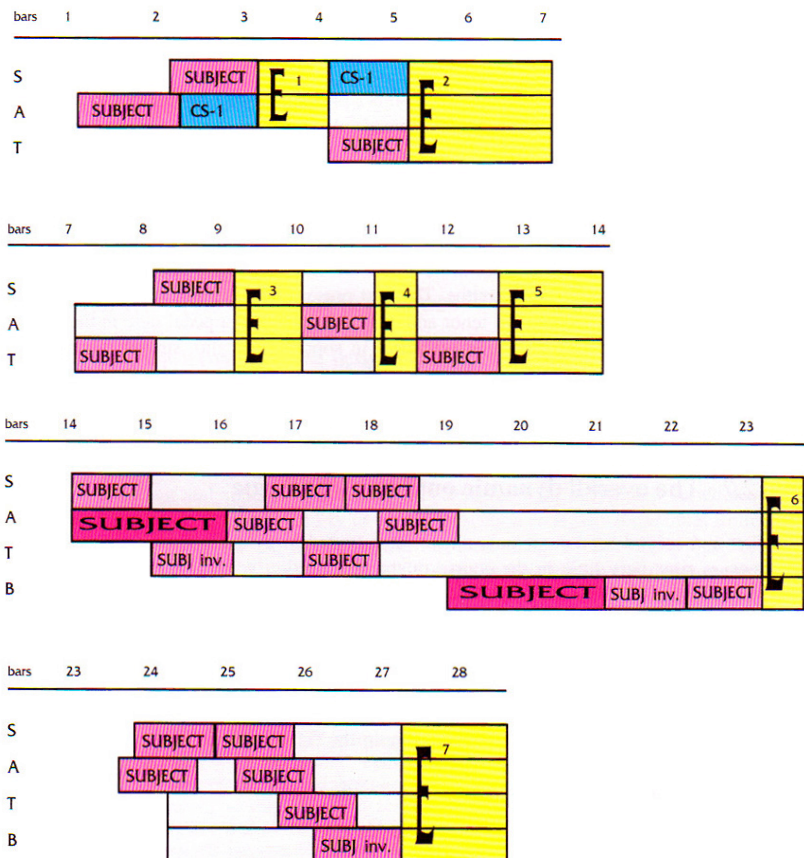 bars 1 2 3 4 5 6 7
S SUBJECT E 1 CS-1 E 2
A SUBJECT CS-1
T SUBJECT
bars 7 8 9 10 11 12 13 14
S SUBJECT E 3 E 4 E 5
A SUBJECT
T SUBJECT SUBJECT
bars 14 15 16 17 18 19 20 21 22 23
S SUBJECT SUBJECT SUBJECT E 6
A SUBJECT SUBJECT SUBJECT
T SUBJ inv. SUBJECT
B SUBJECT SUBJ inv. SUBJECT
bars 23 24 25 26 27 28
S SUBJECT SUBJECT E 7
A SUBJECT SUBJECT
T SUBJECT
B SUBJ inv.